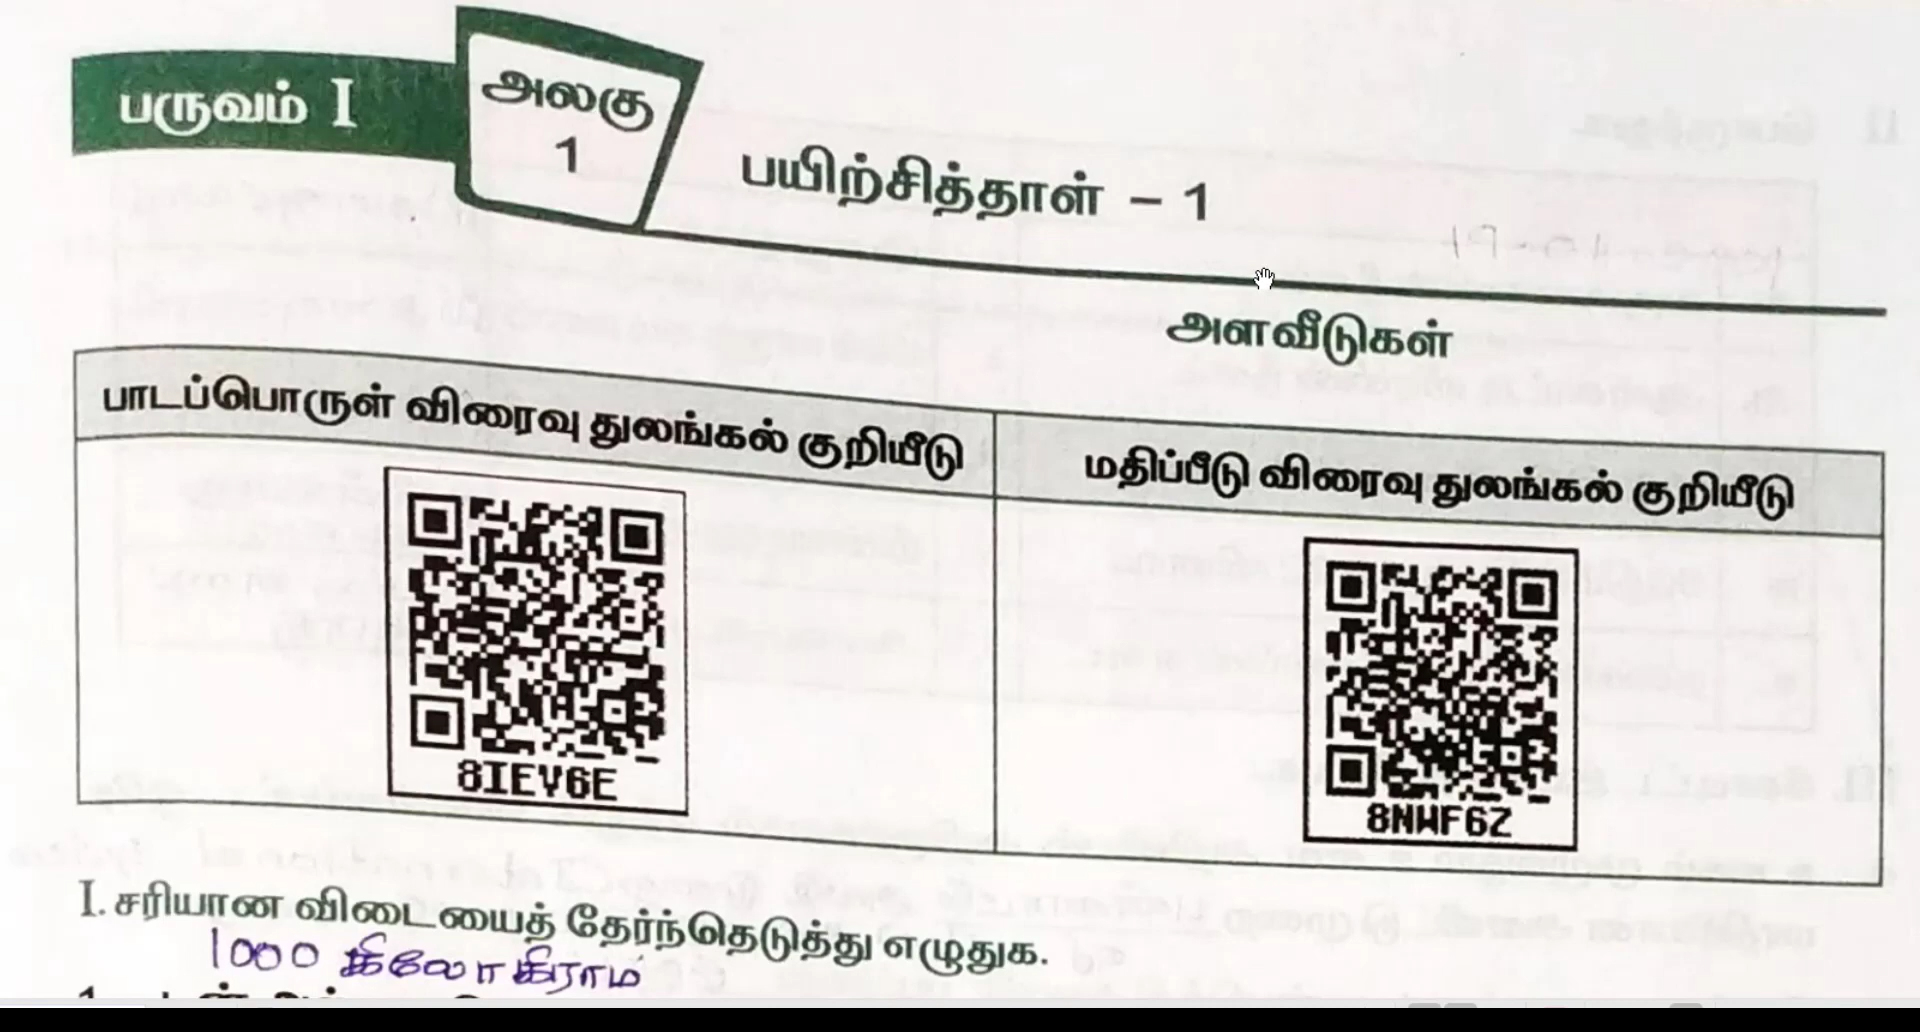 பருவம் I
அலகு
1
பயிற்சித்தாள் – 1
அளவீடுகள்
பாடப்பொருள் விரைவு துலங்கல் குறியீடு
மதிப்பீடு விரைவு துலங்கல் குறியீடு
8IEV6E
8NWF6Z
I. சரியான விடையைத் தேர்ந்தெடுத்து எழுதுக.
1000 கிலோகிராம்